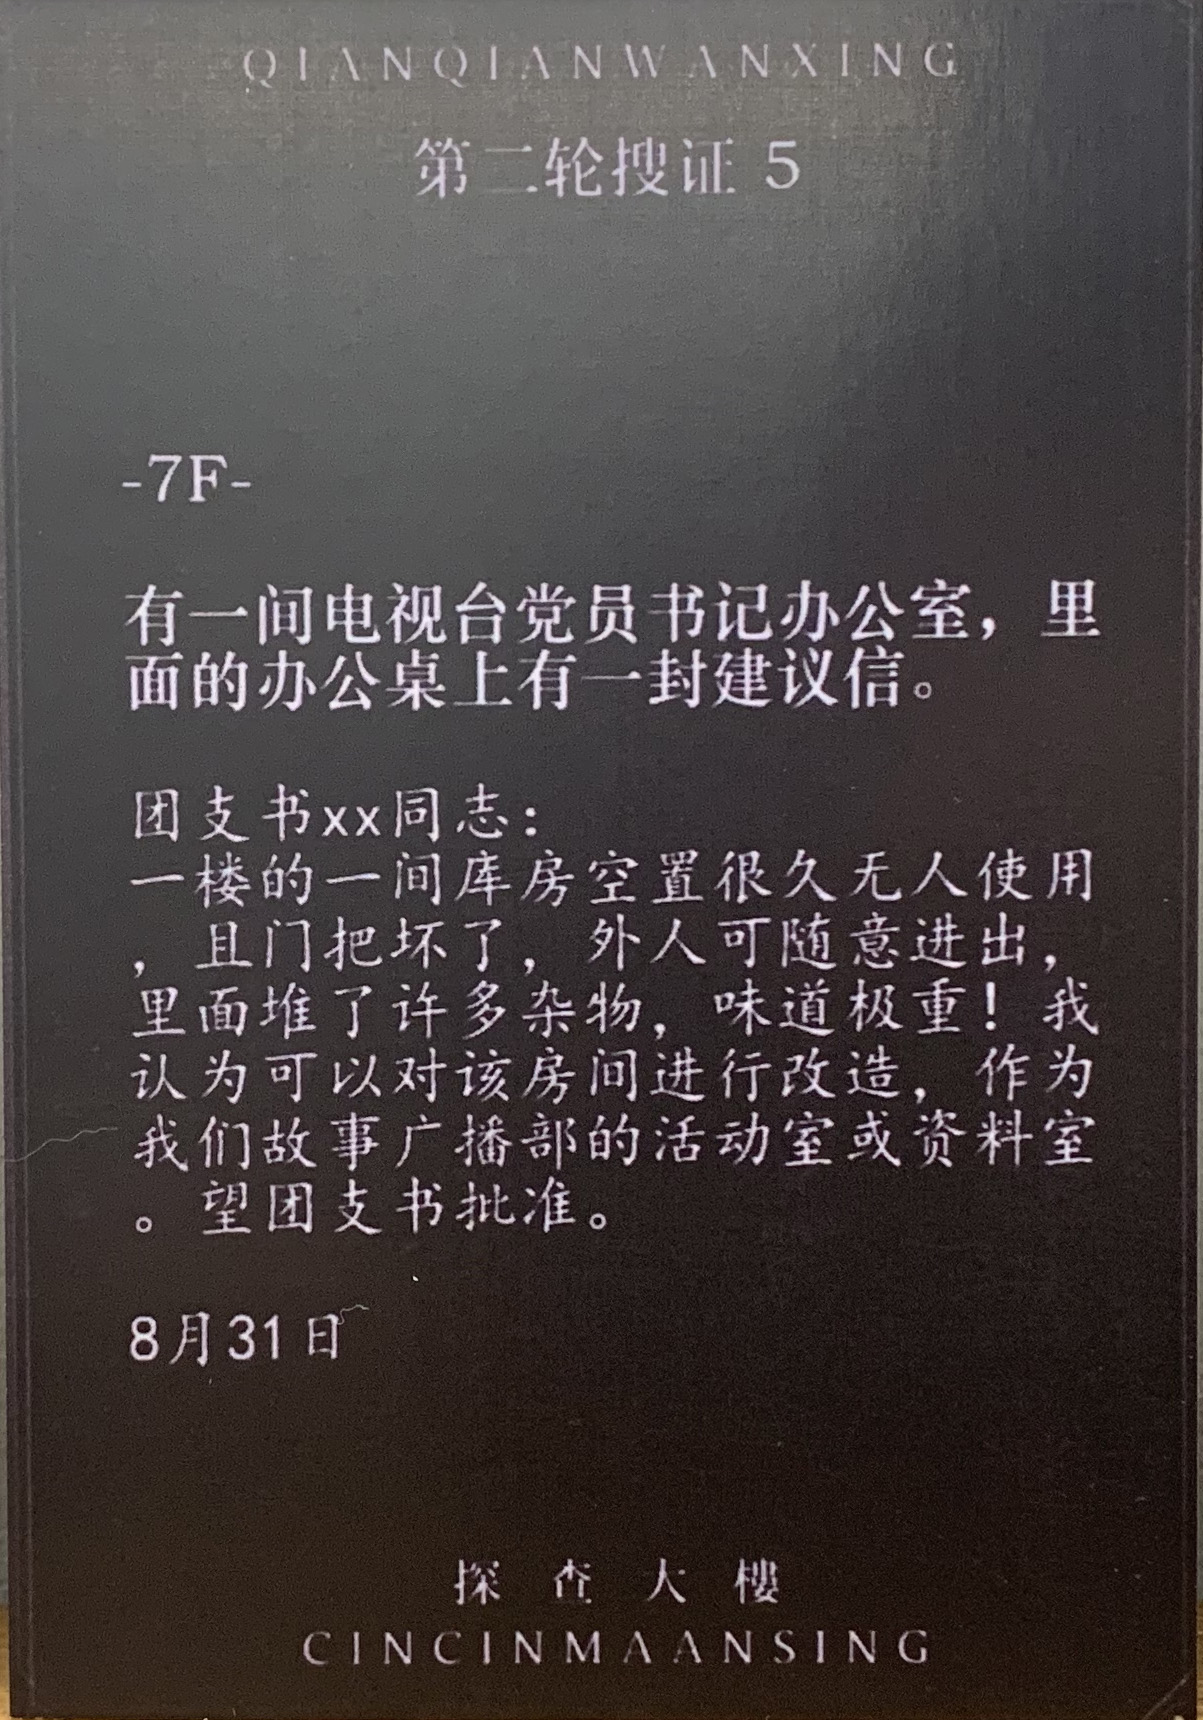 QIANQIANWANXING
第二轮搜证 5
-7F-
有一间电视台党员书记办公室，里
面的办公桌上有一封建议信。
团支书xx同志：
一楼的一间库房空置很久无人使用
，且门把坏了，外人可随意进出，
里面堆了许多杂物，味道极重！我
认为可以对该房间进行改造，作为
我们故事广播部的活动室或资料室
。望团支书批准。
8月31日
探查大樓
CINCINMAANSING